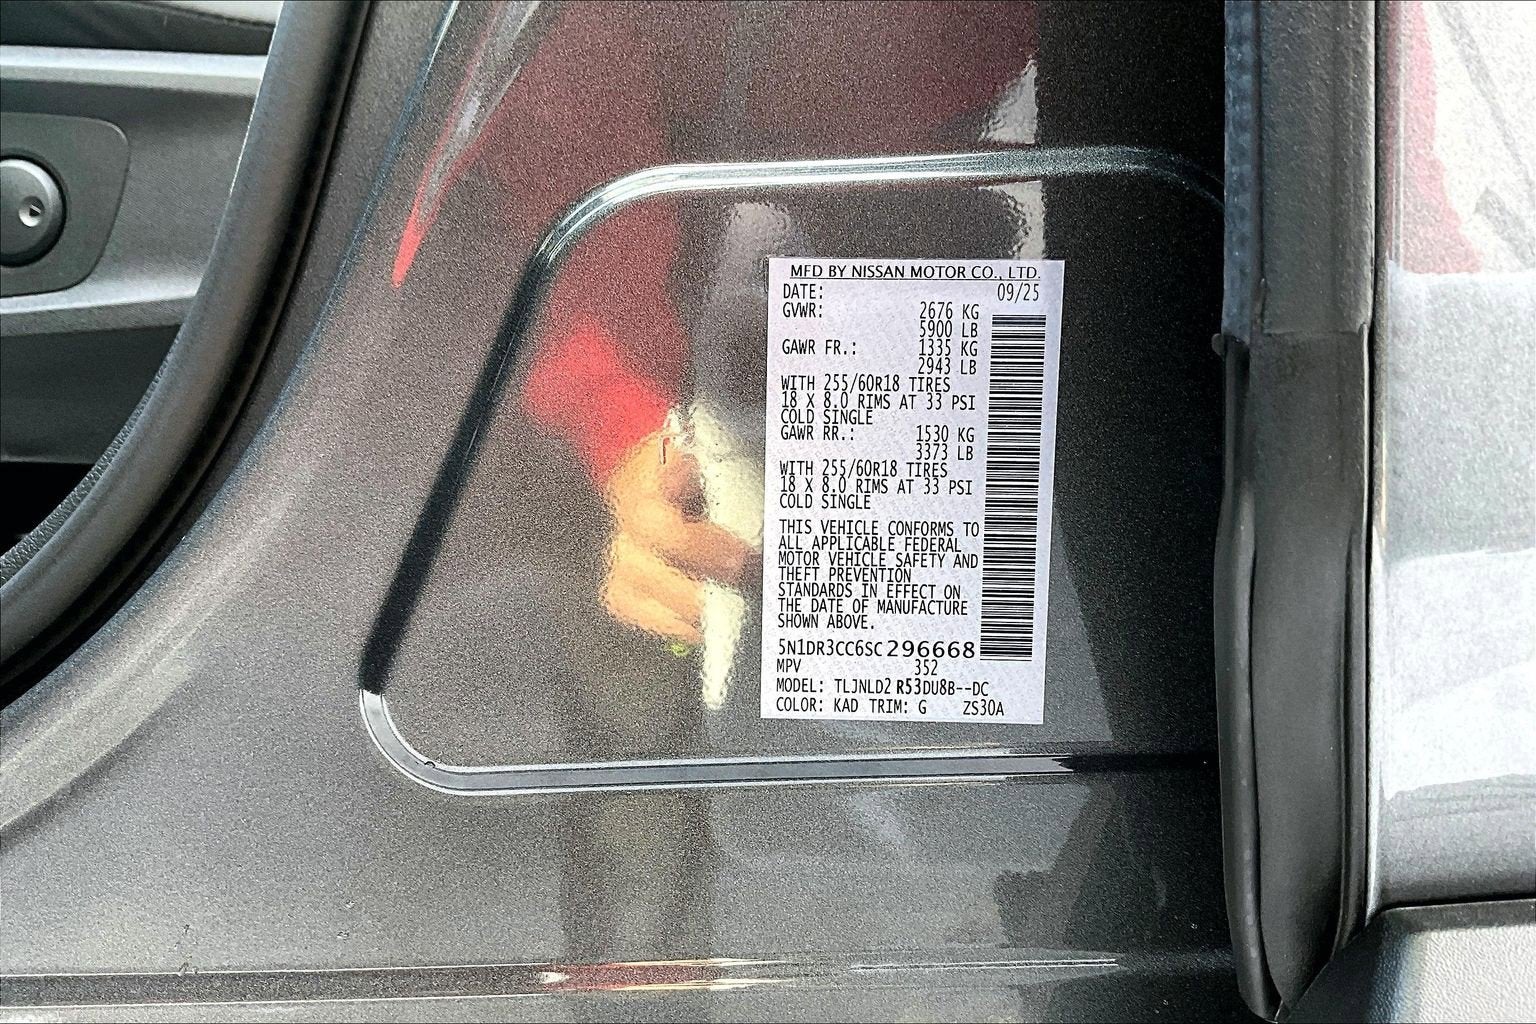 MFD BY NISSAN MOTOR CO., LTD.
DATE: 09/25
GVWR: 2676 KG
5900 LB
GAWR FR.: 1335 KG
2943 LB
WITH 255/60R18 TIRES
18 X 8.0 RIMS AT 33 PSI
COLD SINGLE
GAWR RR.: 1530 KG
3373 LB
WITH 255/60R18 TIRES
18 X 8.0 RIMS AT 33 PSI
COLD SINGLE
THIS VEHICLE CONFORMS TO
ALL APPLICABLE FEDERAL
MOTOR VEHICLE SAFETY AND
THEFT PREVENTION
STANDARDS IN EFFECT ON
THE DATE OF MANUFACTURE
SHOWN ABOVE.
5N1DR3CC6SC296668
MPV 352
MODEL: TLJNLD2 R53DU8B--DC
COLOR: KAD TRIM: G ZS30A